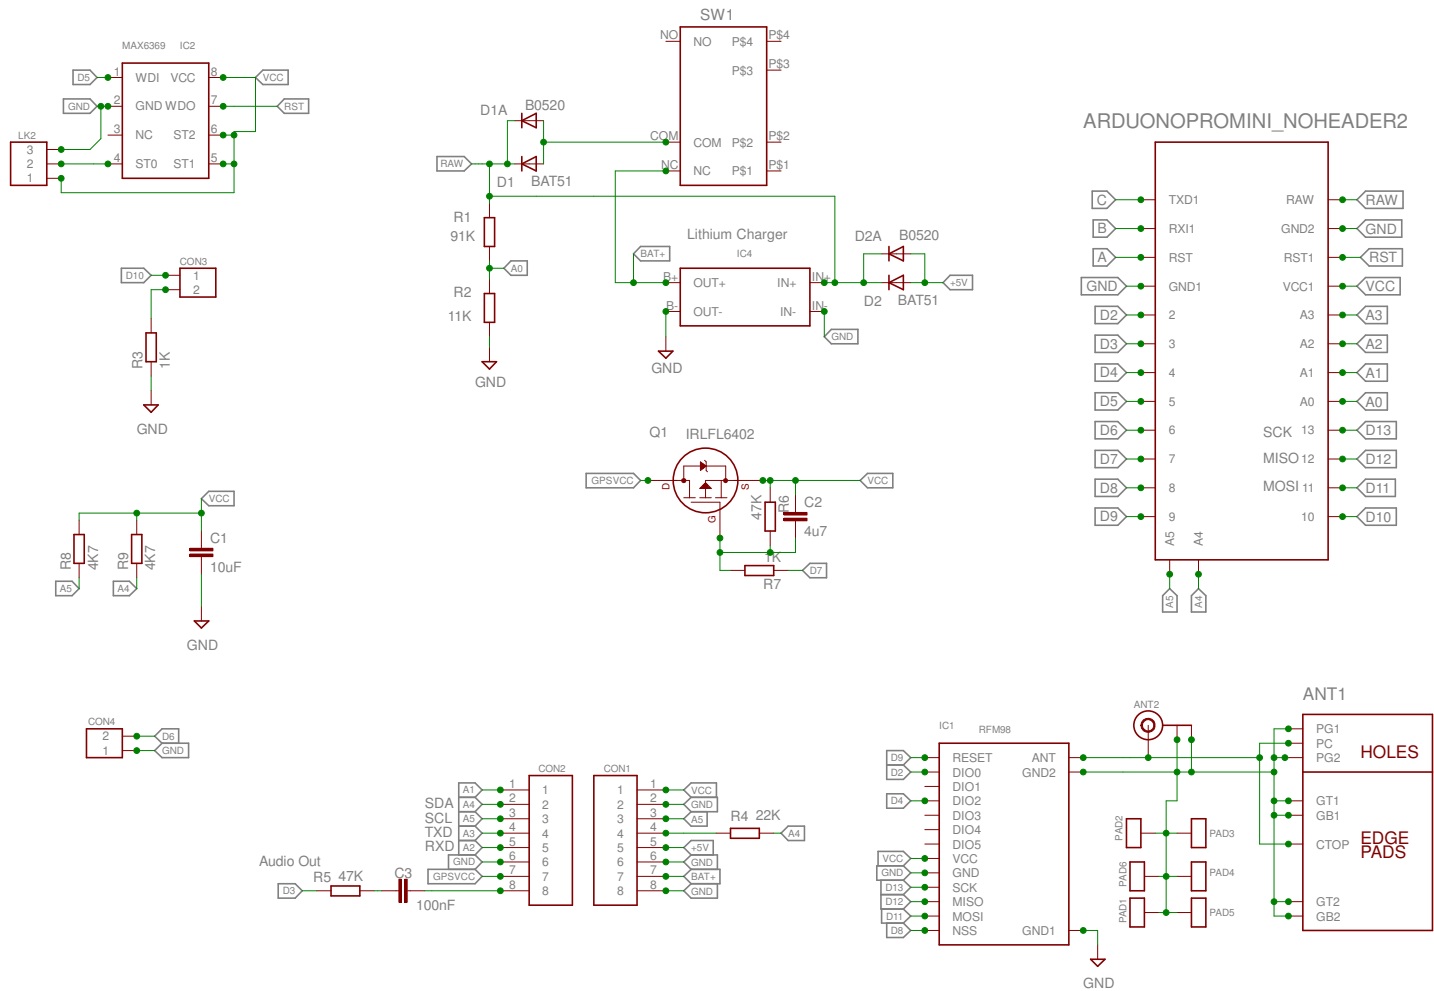 MAX6369 IC2
D5 1 WDI VCC 8 VCC
GND 2 GND WDO 7 RST
3 NC ST2 6
4 ST0 ST1 5
LK2
3
2
1
SW1
NO NO P$4 P$4
P$3 P$3
COM COM P$2 P$2
NC NC P$1 P$1
D1A B0520
RAW
D1 BAT51
R1
91K
A0
R2
11K
GND
Lithium Charger
IC4
BAT+
B+ OUT+ IN+ IN+
B- OUT- IN- IN-
GND
GND
D2A B0520
D2 BAT51
+5V
ARDUONOPROMINI_NOHEADER2
C TXD1 RAW RAW
B RXI1 GND2 GND
A RST RST1 RST
GND GND1 VCC1 VCC
D2 2 A3 A3
D3 3 A2 A2
D4 4 A1 A1
D5 5 A0 A0
D6 6 SCK 13 D13
D7 7 MISO 12 D12
D8 8 MOSI 11 D11
D9 9 10 D10
A5 A4
A5 A4
CON3
D10 1
2
R3 1K
GND
Q1 IRLFL6402
GPSVCC D S G VCC
47K R6
C2
4u7
1K
R7
D7
VCC
R8 4K7
R9 4K7
C1
10uF
A5 A4
GND
CON4
2 D6
1 GND
CON2
A1 1 1
SDA A4 2 2
SCL A5 3 3
TXD A3 4 4
RXD A2 5 5
GND 6 6
GPSVCC 7 7
8 8
Audio Out
D3 R5 47K C3
100nF
CON1
1 1 VCC
2 2 GND
3 3 A5
4 4 R4 22K A4
5 5 +5V
6 6 GND
7 7 BAT+
8 8 GND
IC1 RFM98
D9 RESET ANT
D2 DIO0 GND2
DIO1
D4 DIO2
DIO3
DIO4
DIO5
VCC VCC
GND GND
D13 SCK
D12 MISO
D11 MOSI
D8 NSS GND1
GND
ANT2
PAD2 PAD3
PAD6 PAD4
PAD1 PAD5
ANT1
PG1
PC HOLES
PG2
GT1
GB1
CTOP EDGE
PADS
GT2
GB2